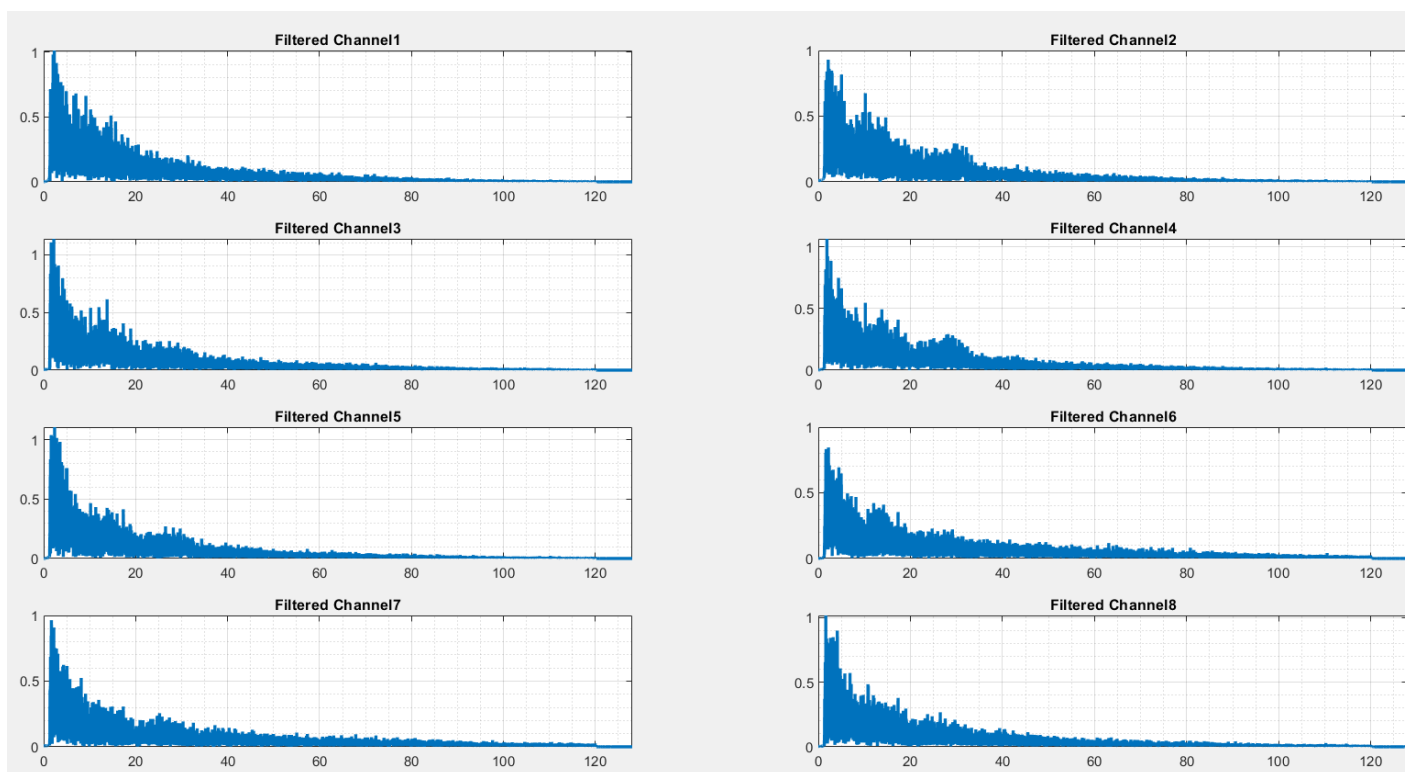 Filtered Channel1
1
0.5
0
0 20 40 60 80 100 120
Filtered Channel2
1
0.5
0
0 20 40 60 80 100 120
Filtered Channel3
1
0.5
0
0 20 40 60 80 100 120
Filtered Channel4
1
0.5
0
0 20 40 60 80 100 120
Filtered Channel5
1
0.5
0
0 20 40 60 80 100 120
Filtered Channel6
1
0.5
0
0 20 40 60 80 100 120
Filtered Channel7
1
0.5
0
0 20 40 60 80 100 120
Filtered Channel8
1
0.5
0
0 20 40 60 80 100 120